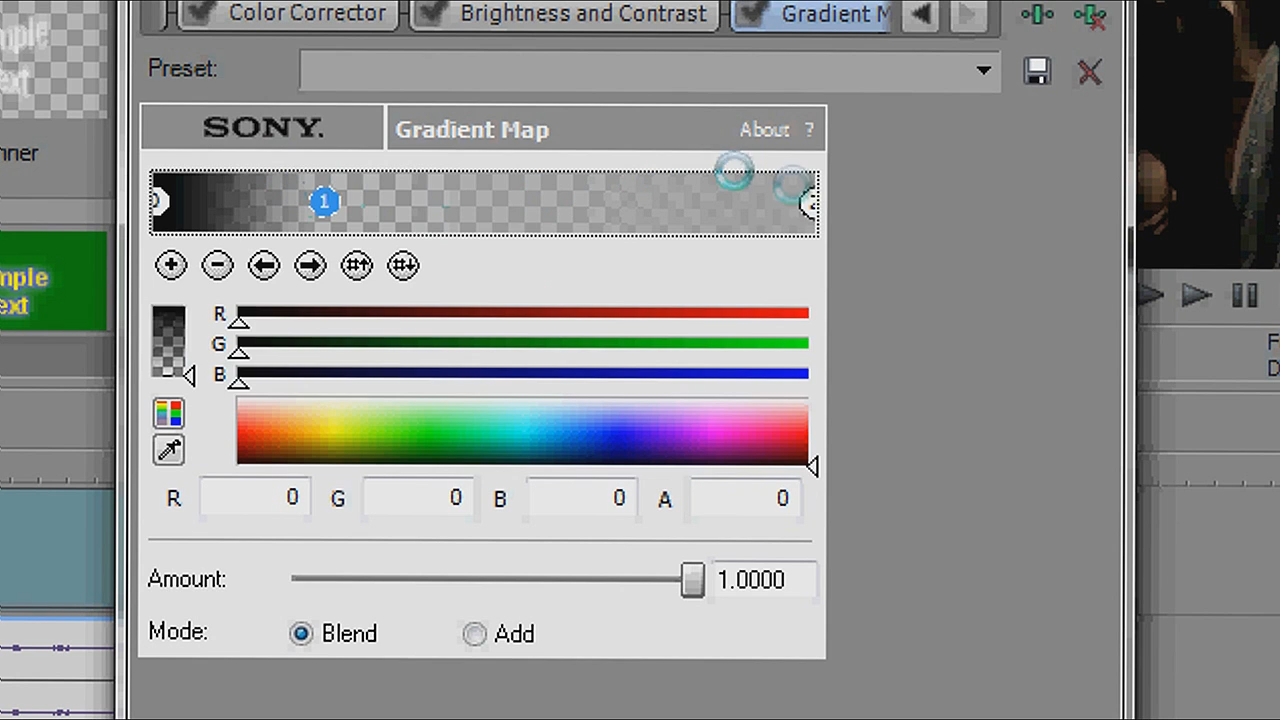 Color Corrector
Brightness and Contrast
Gradient M
Preset:
SONY.
Gradient Map
About ?
1
R
G
B
R 0 G 0 B 0 A 0
Amount: 1.0000
Mode: Blend Add
mple
ext
nner
mple
ext
F
D